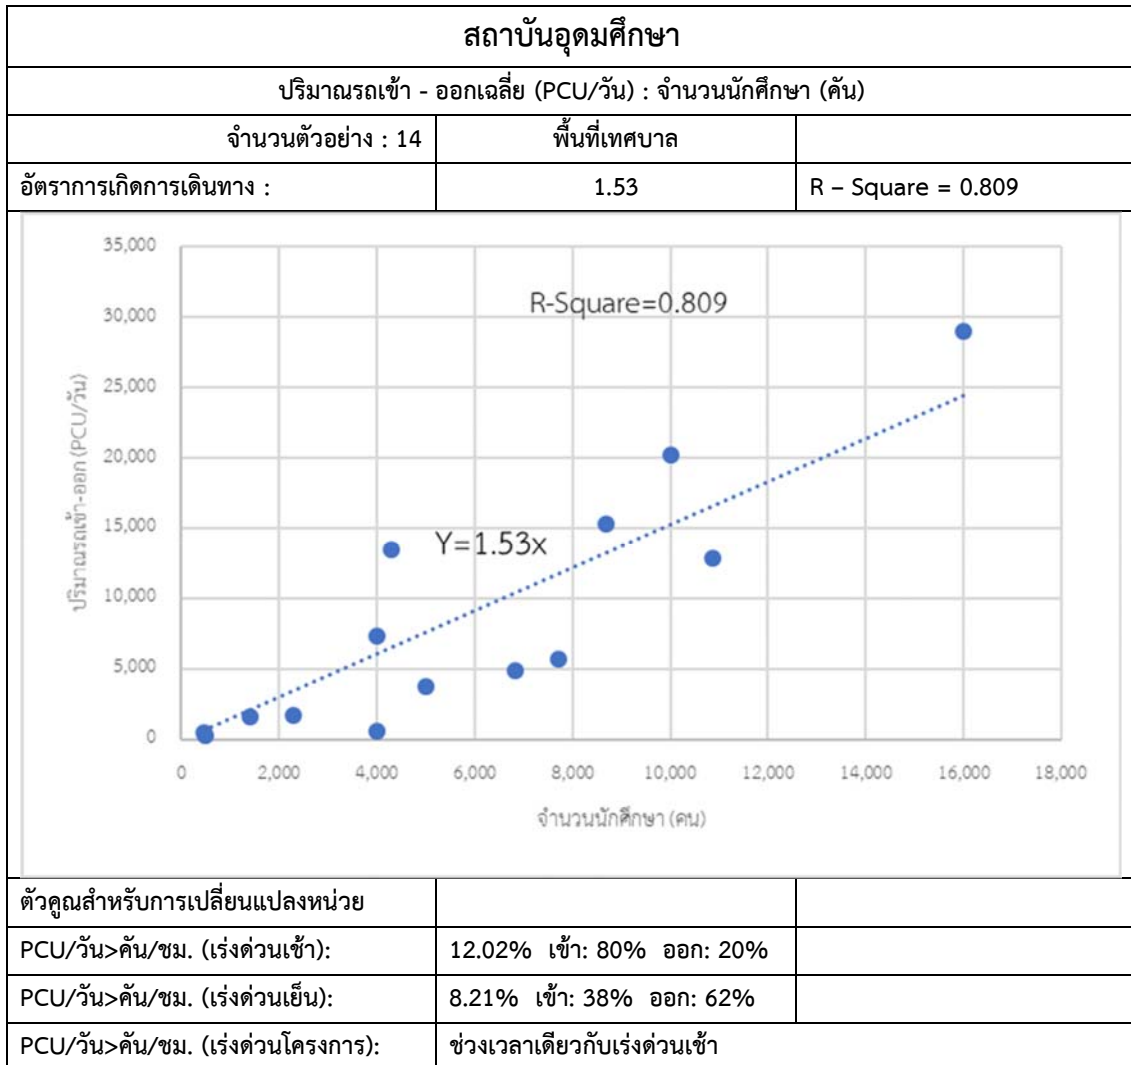 สถาบันอุดมศึกษา
ปริมาณรถเข้า - ออกเฉลี่ย (PCU/วัน) : จำนวนนักศึกษา (คัน)
จำนวนตัวอย่าง : 14 พื้นที่เทศบาล
อัตราการเกิดการเดินทาง : 1.53 R – Square = 0.809
35,000
R-Square=0.809
30,000
25,000
20,000
15,000
Y=1.53x
10,000
5,000
0
ปริมาณรถเข้า-ออก (PCU/วัน)
0 2,000 4,000 6,000 8,000 10,000 12,000 14,000 16,000 18,000
จำนวนนักศึกษา (คน)
ตัวคูณสำหรับการเปลี่ยนแปลงหน่วย
PCU/วัน>คัน/ชม. (เร่งด่วนเช้า): 12.02% เข้า: 80% ออก: 20%
PCU/วัน>คัน/ชม. (เร่งด่วนเย็น): 8.21% เข้า: 38% ออก: 62%
PCU/วัน>คัน/ชม. (เร่งด่วนโครงการ): ช่วงเวลาเดียวกับเร่งด่วนเช้า